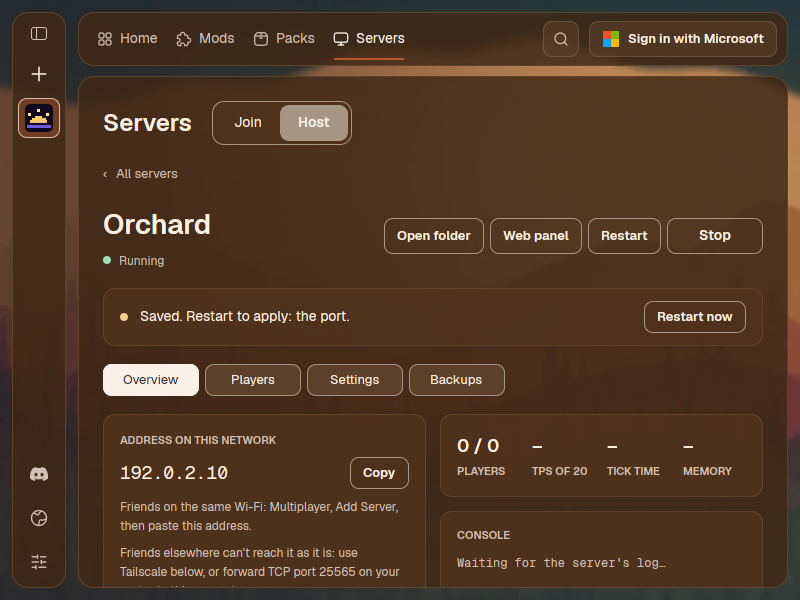 Home
Mods
Packs
Servers
Sign in with Microsoft
Servers
Join
Host
‹ All servers
Orchard
Running
Open folder
Web panel
Restart
Stop
Saved. Restart to apply: the port.
Restart now
Overview
Players
Settings
Backups
ADDRESS ON THIS NETWORK
192.0.2.10
Copy
Friends on the same Wi-Fi: Multiplayer, Add Server,
then paste this address.
Friends elsewhere can't reach it as it is: use
Tailscale below, or forward TCP port 25565 on your
0 / 0
PLAYERS
–
TPS OF 20
–
TICK TIME
–
MEMORY
CONSOLE
Waiting for the server's log…